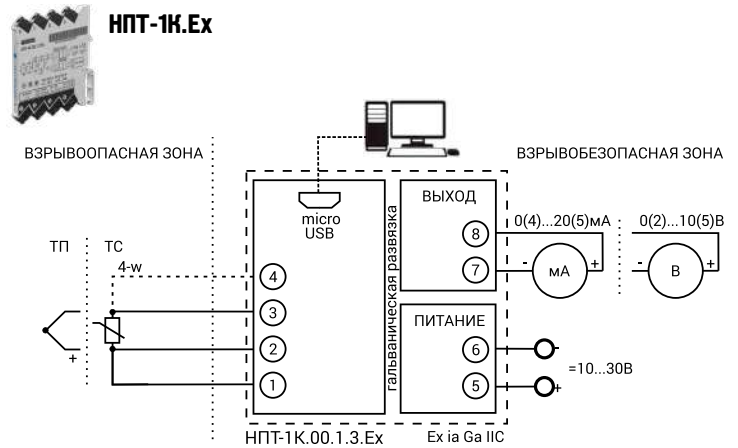 НПТ-1К.Ex
ВЗРЫВООПАСНАЯ ЗОНА
ВЗРЫВОБЕЗОПАСНАЯ ЗОНА
micro
USB
гальваническая развязка
ВЫХОД
8
7
0(4)...20(5)мА
0(2)...10(5)В
-
мА
+
-
В
+
ТП
ТС
4-w
+
4
3
2
1
ПИТАНИЕ
6
5
-
+
=10...30В
НПТ-1К.00.1.3.Ex
Ex ia Ga IIC